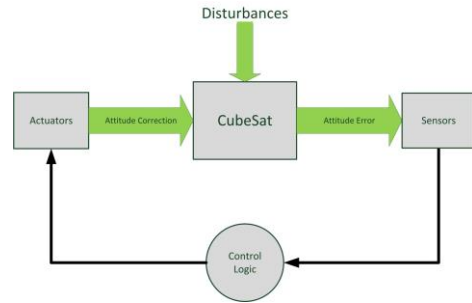 Disturbances
Actuators
Attitude Correction
CubeSat
Attitude Error
Sensors
Control
Logic